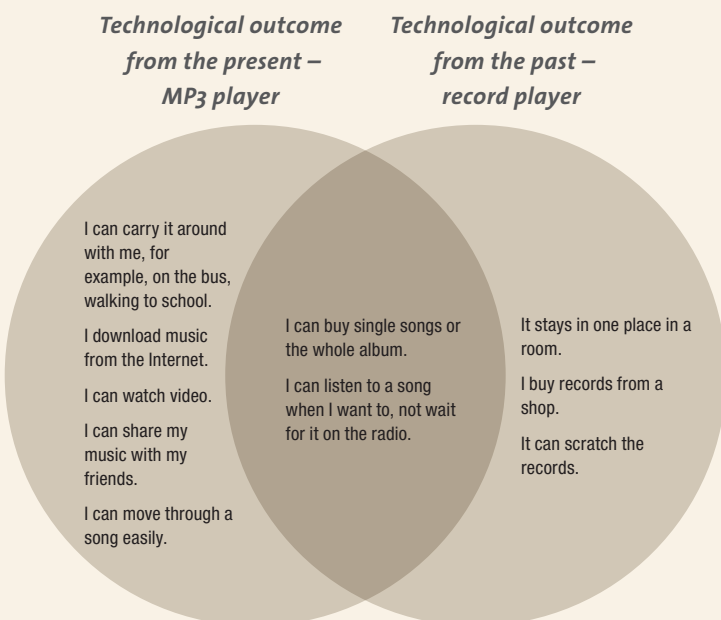 Technological outcome
from the present –
MP3 player
Technological outcome
from the past –
record player
I can carry it around
with me, for
example, on the bus,
walking to school.
I download music
from the Internet.
I can watch video.
I can share my
music with my
friends.
I can move through a
song easily.
I can buy single songs or
the whole album.
I can listen to a song
when I want to, not wait
for it on the radio.
It stays in one place in a
room.
I buy records from a
shop.
It can scratch the
records.